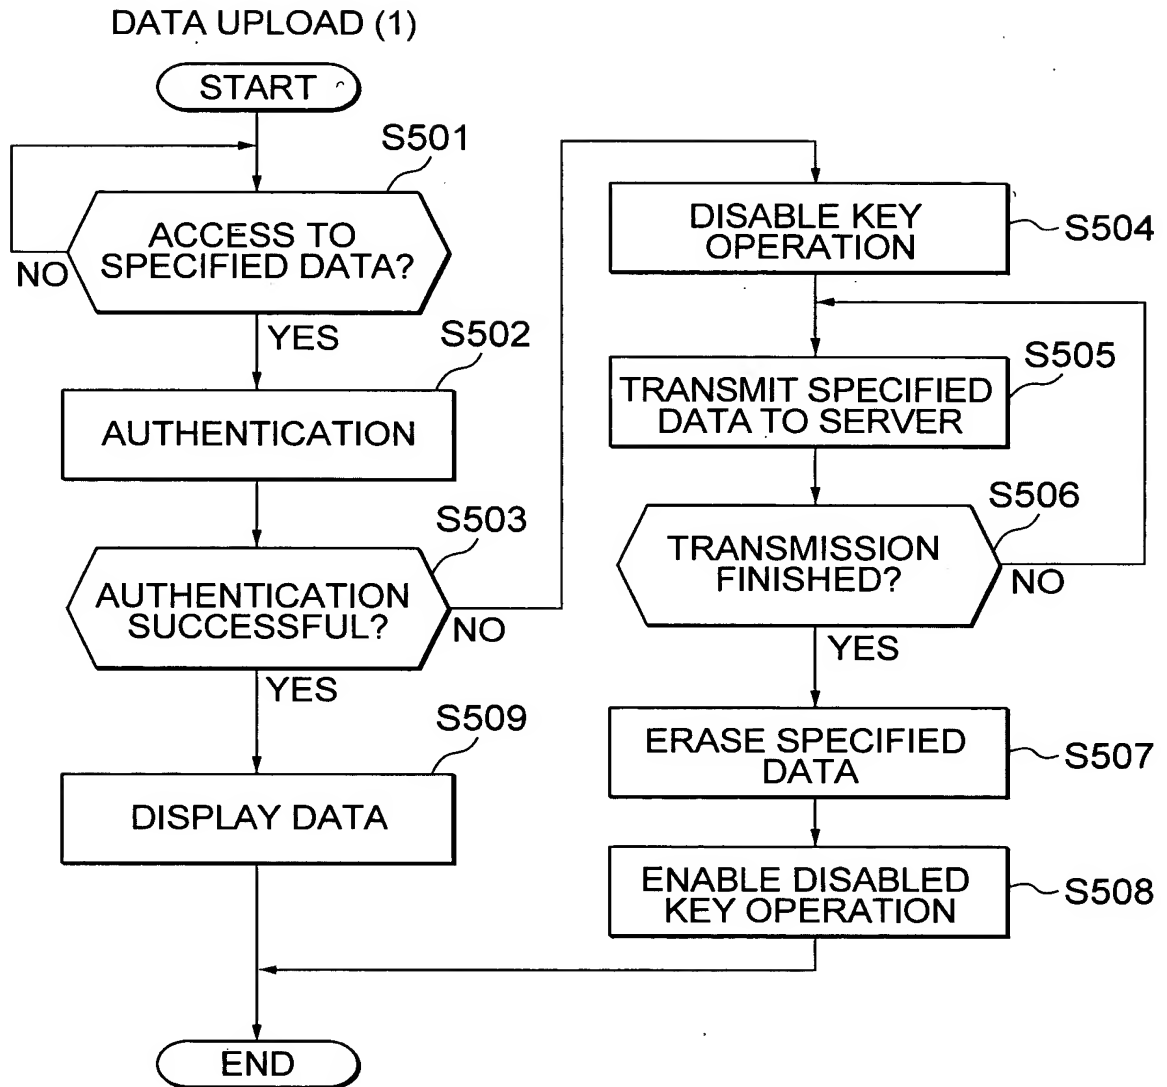 DATA UPLOAD (1)
START
S501
ACCESS TO
SPECIFIED DATA?
NO
YES
S502
AUTHENTICATION
S503
AUTHENTICATION
SUCCESSFUL?
NO
YES
S509
DISPLAY DATA
END
DISABLE KEY
OPERATION
S504
S505
TRANSMIT SPECIFIED
DATA TO SERVER
S506
TRANSMISSION
FINISHED?
NO
YES
ERASE SPECIFIED
DATA
S507
ENABLE DISABLED
KEY OPERATION
S508